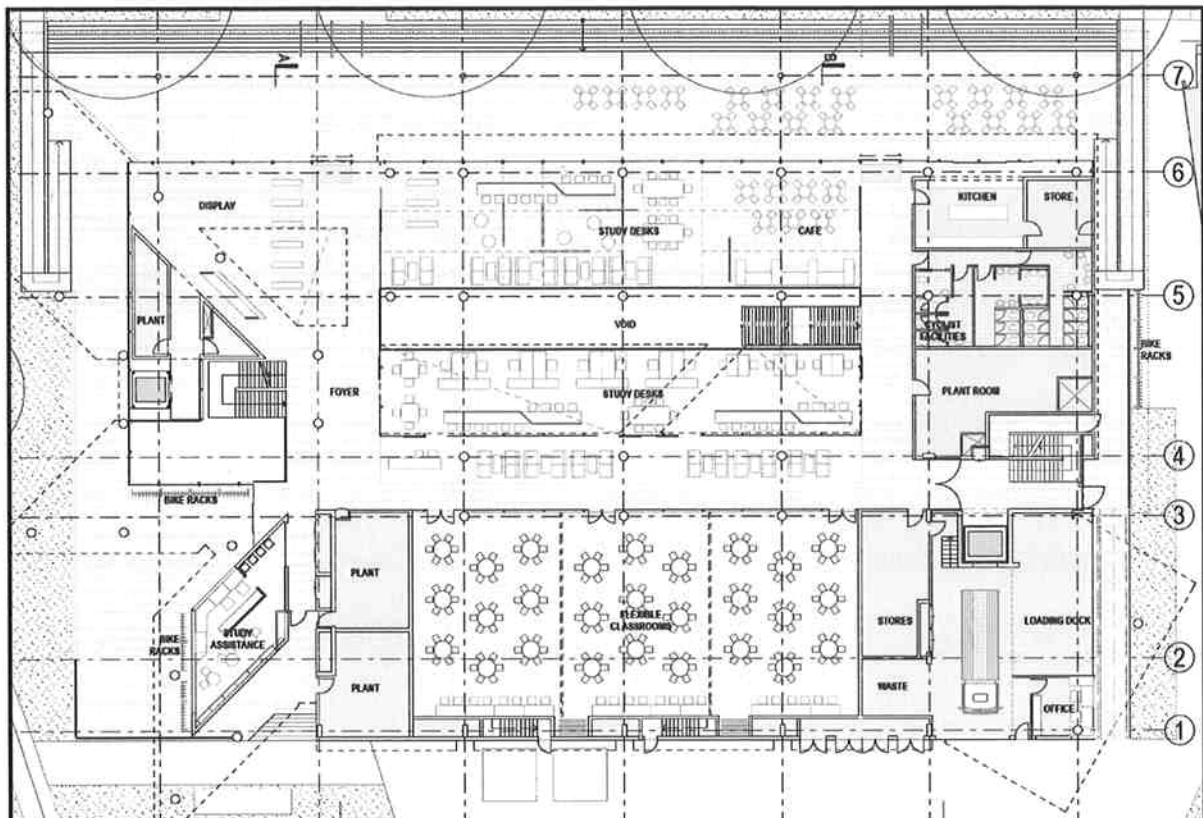 A
B
7
6
DISPLAY
KITCHEN
STORE
STUDY DESKS
CAFE
5
PLANT
VOID
CYCLIST
FACILITIES
BIKE
RACKS
FOYER
STUDY DESKS
PLANT ROOM
4
BIKE RACKS
3
PLANT
FLEXIBLE
CLASSROOMS
STORES
LOADING DOCK
BIKE
RACKS
STUDY
ASSISTANCE
2
PLANT
WASTE
OFFICE
1